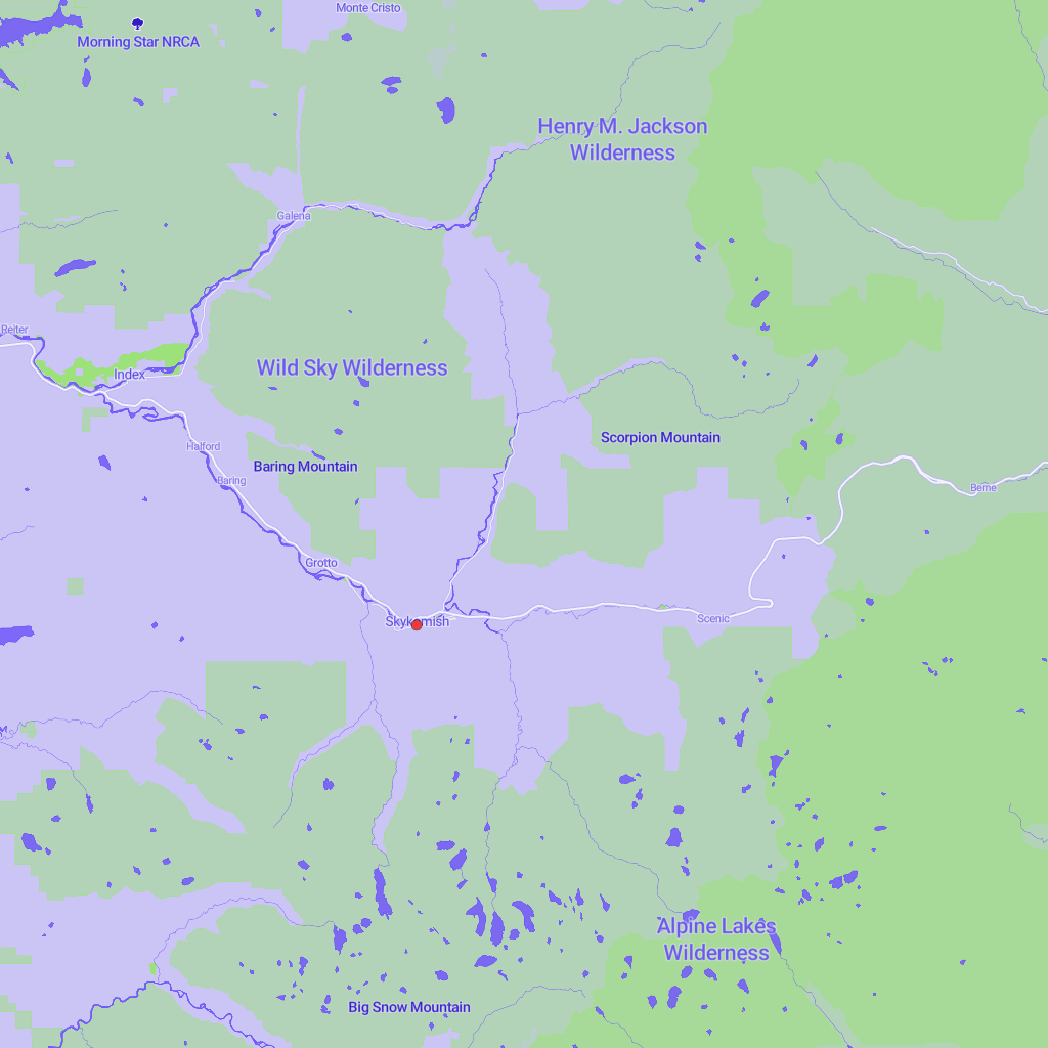 Monte Cristo
Morning Star NRCA
Henry M. Jackson
Wilderness
Galena
Reiter
Index
Wild Sky Wilderness
Scorpion Mountain
Halford
Baring Mountain
Baring
Berne
Grotto
Skykomish
Scenic
M
Alpine Lakes
Wilderness
Big Snow Mountain